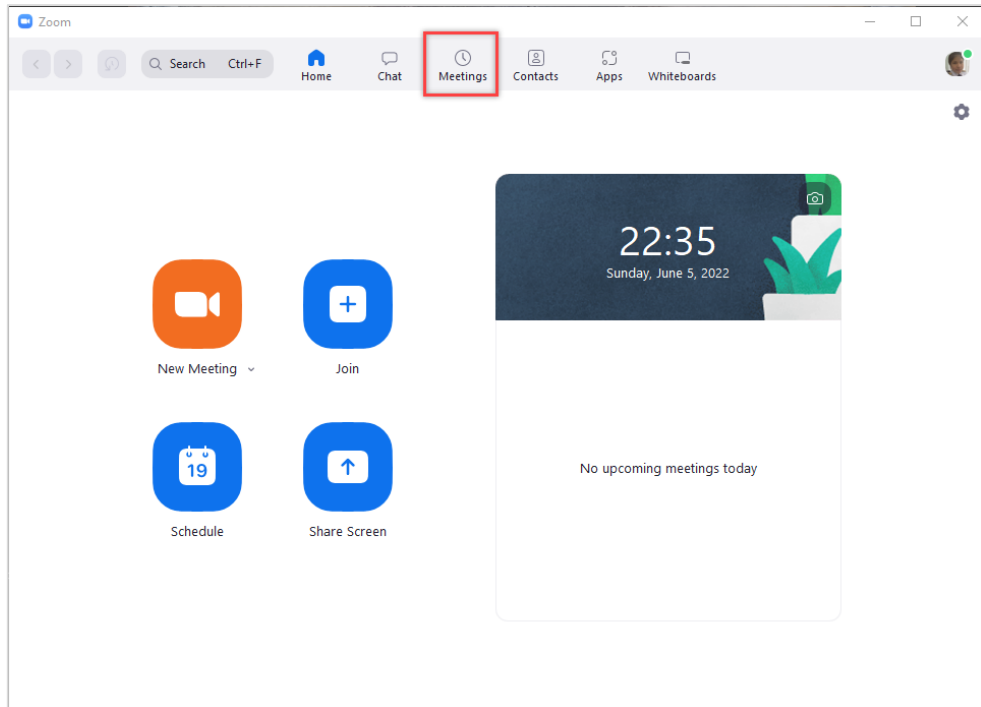 Zoom
Search Ctrl+F
Home
Chat
Meetings
Contacts
Apps
Whiteboards
22:35
Sunday, June 5, 2022
New Meeting
Join
19
Schedule
Share Screen
No upcoming meetings today